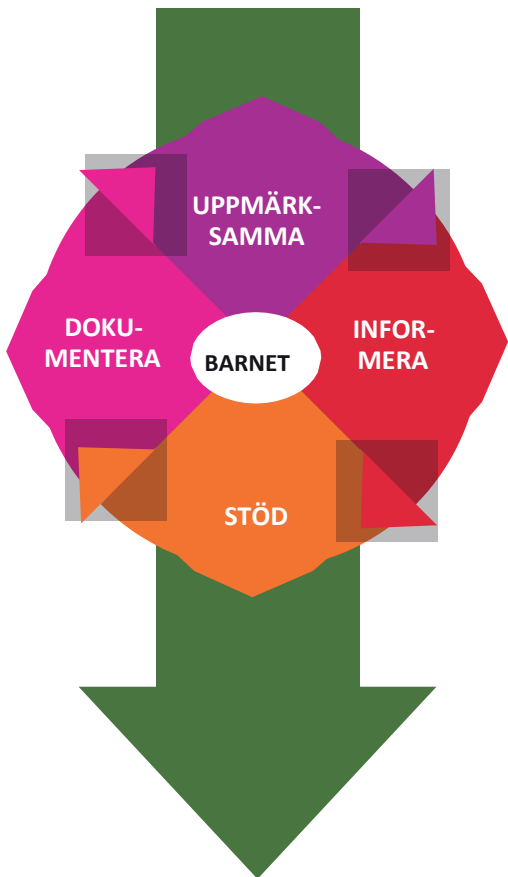 UPPMÄRK-
SAMMA
DOKU-
MENTERA
BARNET
INFOR-
MERA
STÖD